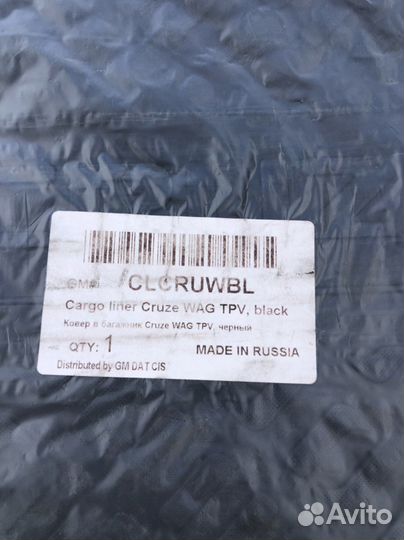 GM#: CLCRUWBL
Cargo liner Cruze WAG TPV, black
Ковер в багажник Cruze WAG TPV, черный
QTY: 1 MADE IN RUSSIA
Distributed by GM DAT CIS
Avito